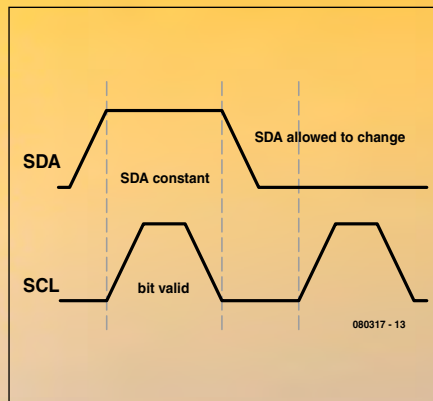 SDA allowed to change
SDA
SDA constant
SCL
bit valid
080317 - 13